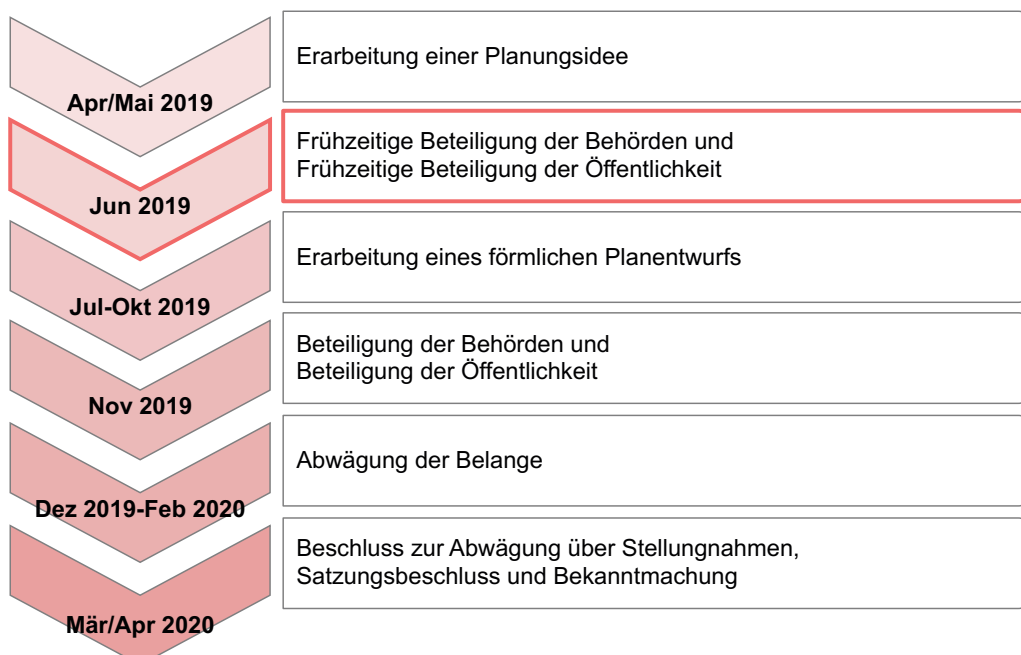 Erarbeitung einer Planungsidee
Apr/Mai 2019
Frühzeitige Beteiligung der Behörden und
Frühzeitige Beteiligung der Öffentlichkeit
Jun 2019
Erarbeitung eines förmlichen Planentwurfs
Jul-Okt 2019
Beteiligung der Behörden und
Beteiligung der Öffentlichkeit
Nov 2019
Abwägung der Belange
Dez 2019-Feb 2020
Beschluss zur Abwägung über Stellungnahmen,
Satzungsbeschluss und Bekanntmachung
Mär/Apr 2020